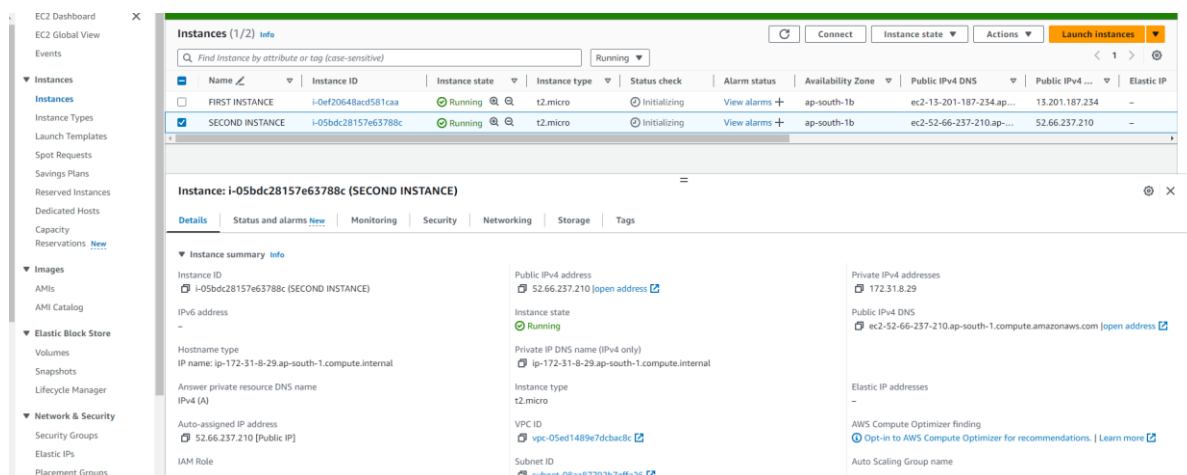 EC2 Dashboard
EC2 Global View
Events
Instances
Instances
Instance Types
Launch Templates
Spot Requests
Savings Plans
Reserved Instances
Dedicated Hosts
Capacity
Reservations New
Images
AMIs
AMI Catalog
Elastic Block Store
Volumes
Snapshots
Lifecycle Manager
Network & Security
Security Groups
Elastic IPs
Placement Groups
Instances (1/2) Info
Connect
Instance state
Actions
Launch instances
Find Instance by attribute or tag (case-sensitive)
Running
1
Name Instance ID Instance state Instance type Status check Alarm status Availability Zone Public IPv4 DNS Public IPv4 ... Elastic IP
FIRST INSTANCE i-0ef20648acd581caa Running t2.micro Initializing View alarms + ap-south-1b ec2-13-201-187-234.ap... 13.201.187.234 –
SECOND INSTANCE i-05bdc28157e63788c Running t2.micro Initializing View alarms + ap-south-1b ec2-52-66-237-210.ap-... 52.66.237.210 –
Instance: i-05bdc28157e63788c (SECOND INSTANCE)
Details Status and alarms New Monitoring Security Networking Storage Tags
Instance summary Info
Instance ID Public IPv4 address Private IPv4 addresses
i-05bdc28157e63788c (SECOND INSTANCE) 52.66.237.210 |open address 172.31.8.29
IPv6 address Instance state Public IPv4 DNS
– Running ec2-52-66-237-210.ap-south-1.compute.amazonaws.com |open address
Hostname type Private IP DNS name (IPv4 only)
IP name: ip-172-31-8-29.ap-south-1.compute.internal ip-172-31-8-29.ap-south-1.compute.internal
Answer private resource DNS name Instance type Elastic IP addresses
IPv4 (A) t2.micro –
Auto-assigned IP address VPC ID AWS Compute Optimizer finding
52.66.237.210 [Public IP] vpc-05ed1489e7dcbac8c Opt-in to AWS Compute Optimizer for recommendations. | Learn more
IAM Role Subnet ID Auto Scaling Group name